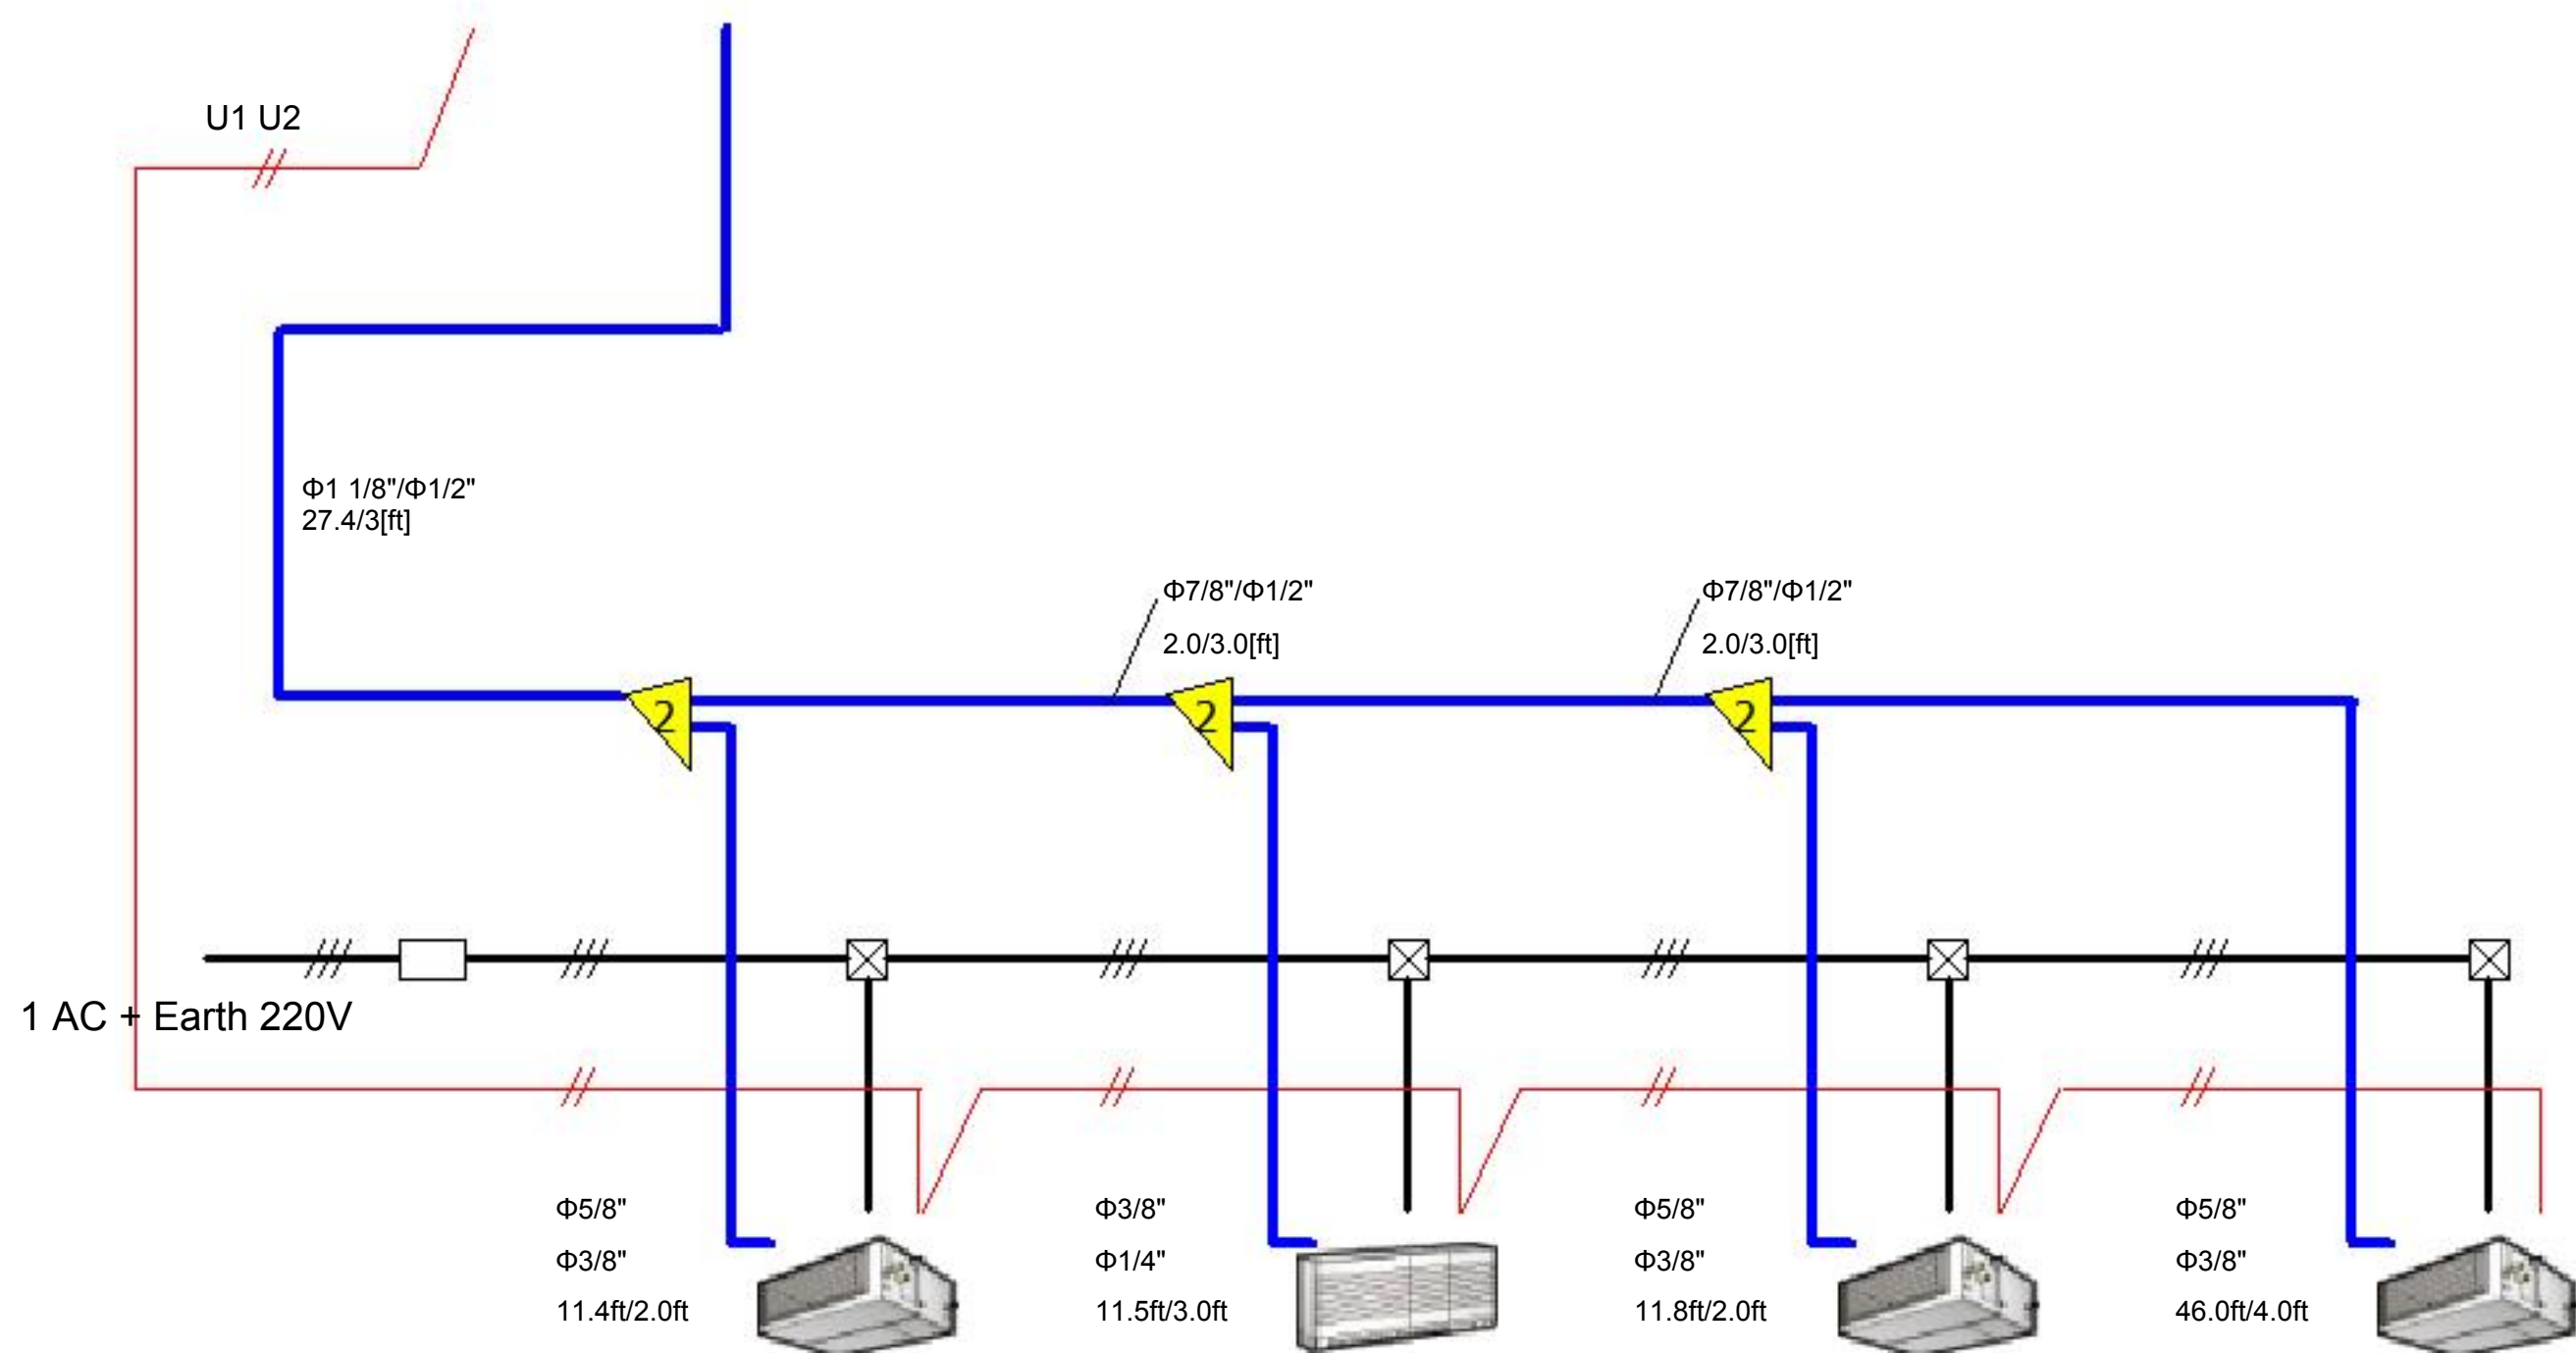 U1 U2
Φ1 1/8"/Φ1/2"
27.4/3[ft]
Φ7/8"/Φ1/2"
2.0/3.0[ft]
Φ7/8"/Φ1/2"
2.0/3.0[ft]
2
2
2
1 AC + Earth 220V
Φ5/8"
Φ3/8"
11.4ft/2.0ft
Φ3/8"
Φ1/4"
11.5ft/3.0ft
Φ5/8"
Φ3/8"
11.8ft/2.0ft
Φ5/8"
Φ3/8"
46.0ft/4.0ft